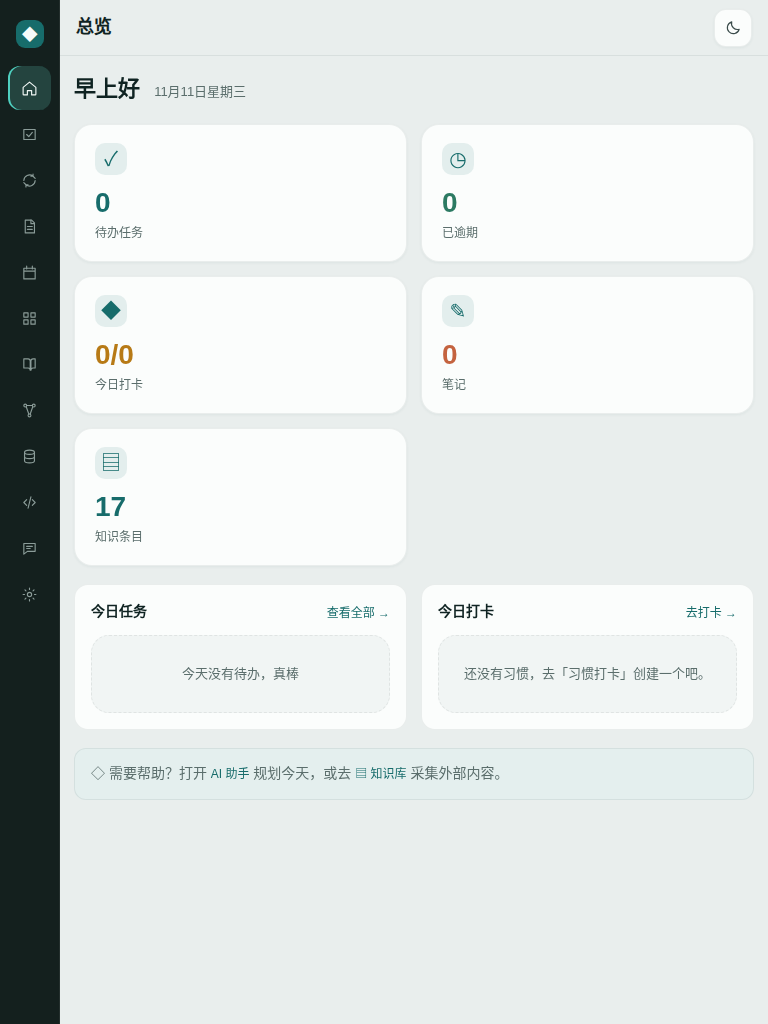 总览
早上好 11月11日星期三
0
待办任务
0
已逾期
0/0
今日打卡
0
笔记
17
知识条目
今日任务 查看全部 →
今天没有待办，真棒
今日打卡 去打卡 →
还没有习惯，去「习惯打卡」创建一个吧。
需要帮助？打开 AI 助手 规划今天，或去 知识库 采集外部内容。